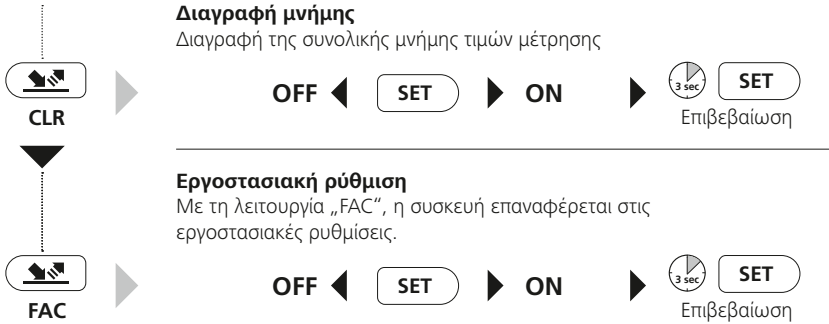 Διαγραφή μνήμης
Διαγραφή της συνολικής μνήμης τιμών μέτρησης
CLR
OFF SET ON 3 sec SET
Επιβεβαίωση
Εργοστασιακή ρύθμιση
Με τη λειτουργία „FAC“, η συσκευή επαναφέρεται στις
εργοστασιακές ρυθμίσεις.
FAC
OFF SET ON 3 sec SET
Επιβεβαίωση